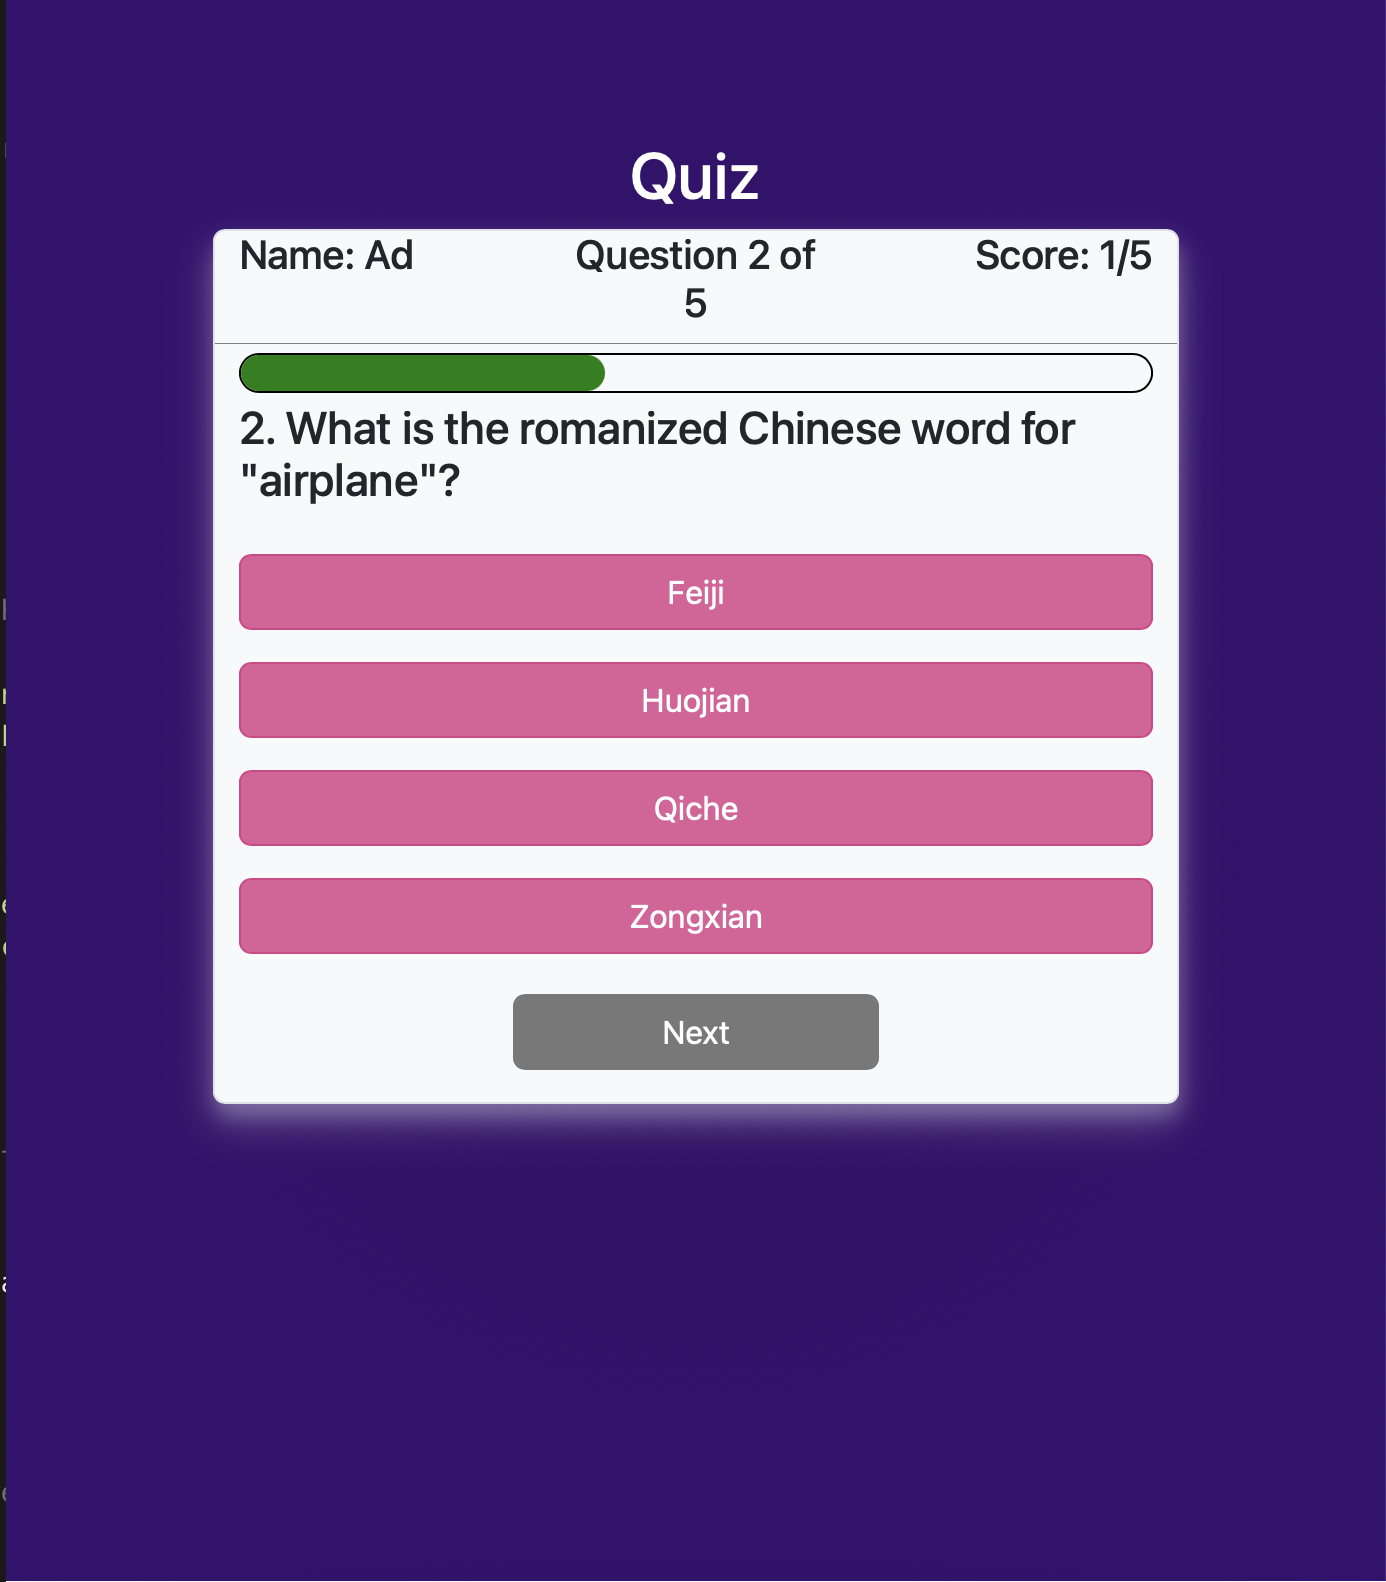 Quiz
Name: Ad
Question 2 of
5
Score: 1/5
2. What is the romanized Chinese word for
"airplane"?
Feiji
Huojian
Qiche
Zongxian
Next